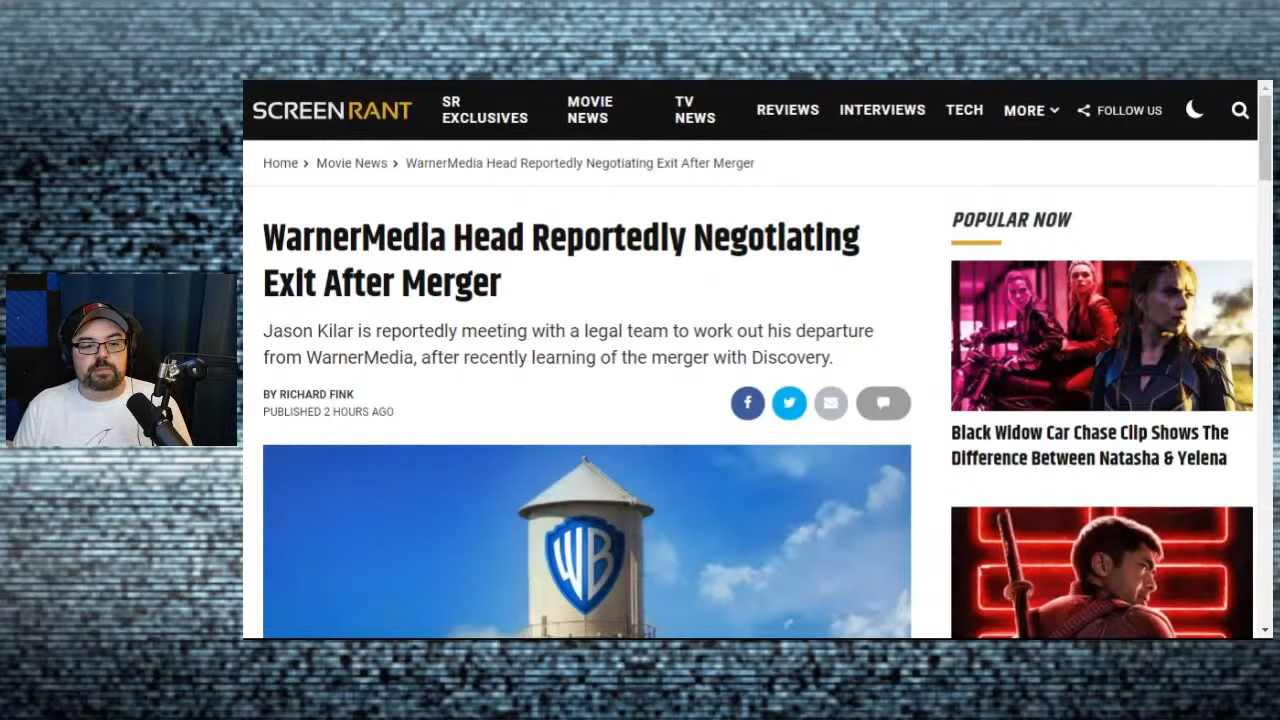 SCREENRANT
SR EXCLUSIVES
MOVIE NEWS
TV NEWS
REVIEWS
INTERVIEWS
TECH
MORE
FOLLOW US
Home > Movie News > WarnerMedia Head Reportedly Negotiating Exit After Merger
WarnerMedia Head Reportedly Negotiating
Exit After Merger
Jason Kilar is reportedly meeting with a legal team to work out his departure
from WarnerMedia, after recently learning of the merger with Discovery.
BY RICHARD FINK
PUBLISHED 2 HOURS AGO
WB
POPULAR NOW
Black Widow Car Chase Clip Shows The
Difference Between Natasha & Yelena